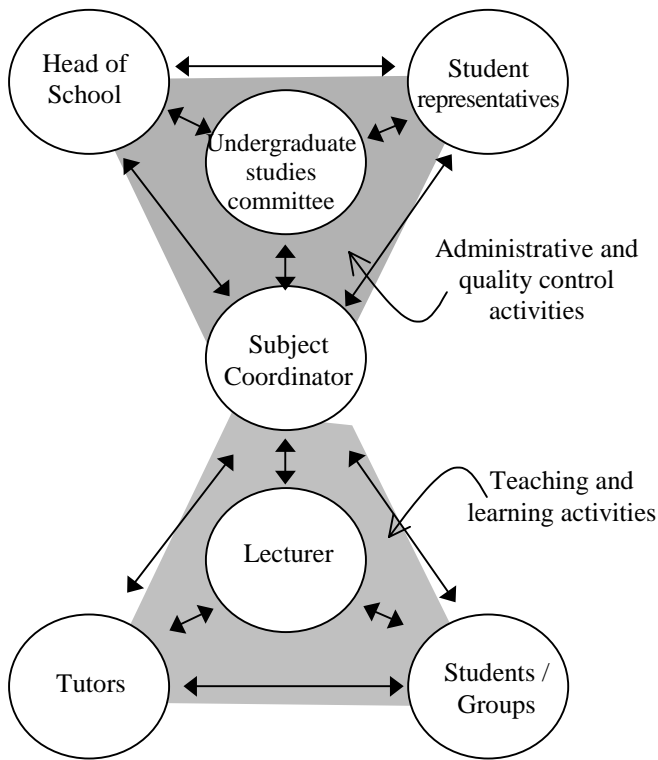 Head of
School
Student
representatives
Undergraduate
studies
committee
Administrative and
quality control
activities
Subject
Coordinator
Teaching and
learning activities
Lecturer
Tutors
Students /
Groups